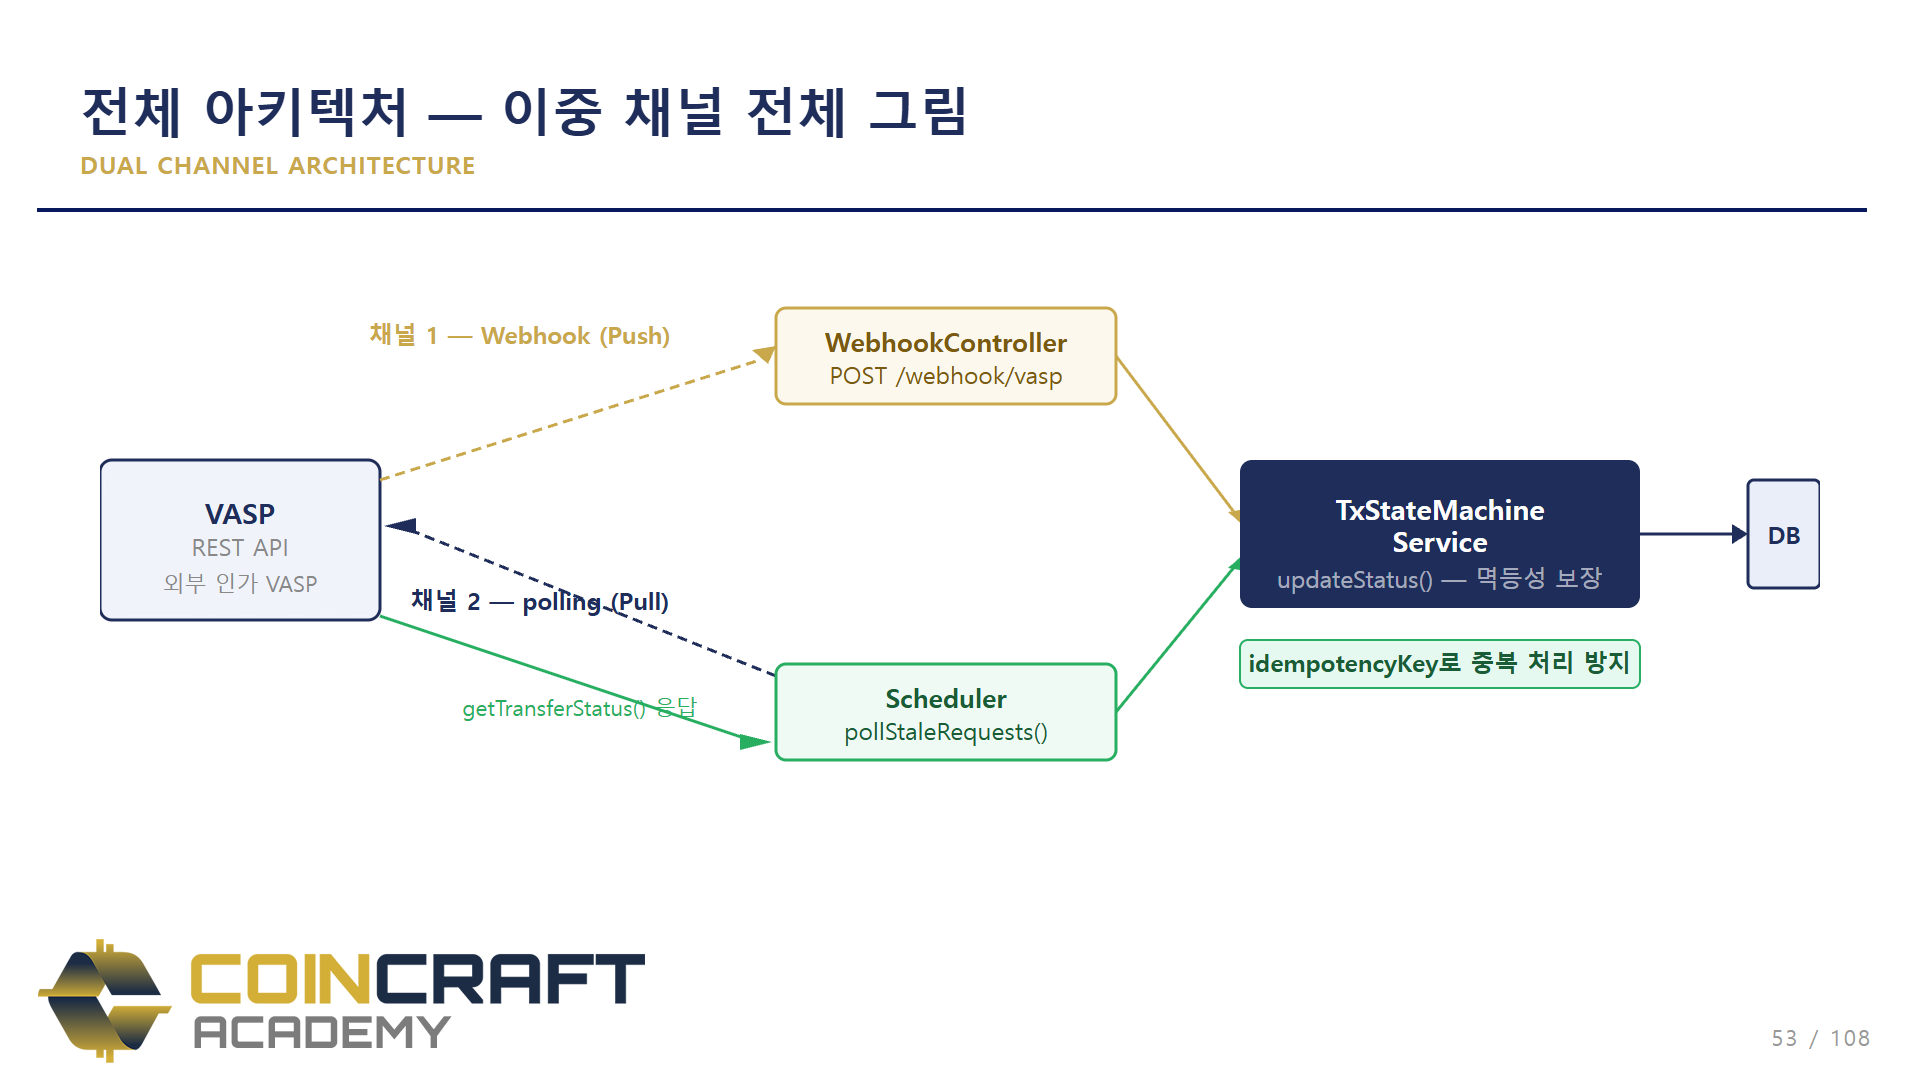 전체 아키텍처 — 이중 채널 전체 그림
DUAL CHANNEL ARCHITECTURE
채널 1 — Webhook (Push)
WebhookController
POST /webhook/vasp
VASP
REST API
외부 인가 VASP
채널 2 — polling (Pull)
getTransferStatus() 응답
Scheduler
pollStaleRequests()
TxStateMachine
Service
updateStatus() — 멱등성 보장
idempotencyKey로 중복 처리 방지
DB
COINCRAFT
ACADEMY
53 / 108